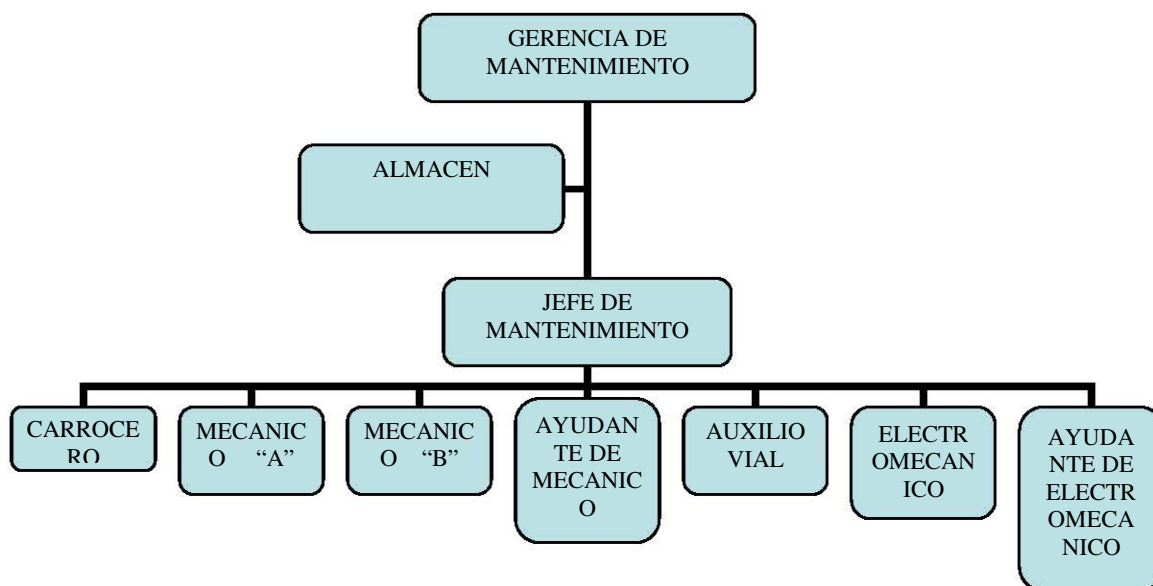 GERENCIA DE
MANTENIMIENTO
ALMACEN
JEFE DE
MANTENIMIENTO
CARROCE
RO
MECANIC
O “A”
MECANIC
O “B”
AYUDAN
TE DE
MECANIC
O
AUXILIO
VIAL
ELECTR
OMECAN
ICO
AYUDA
NTE DE
ELECTR
OMECA
NICO